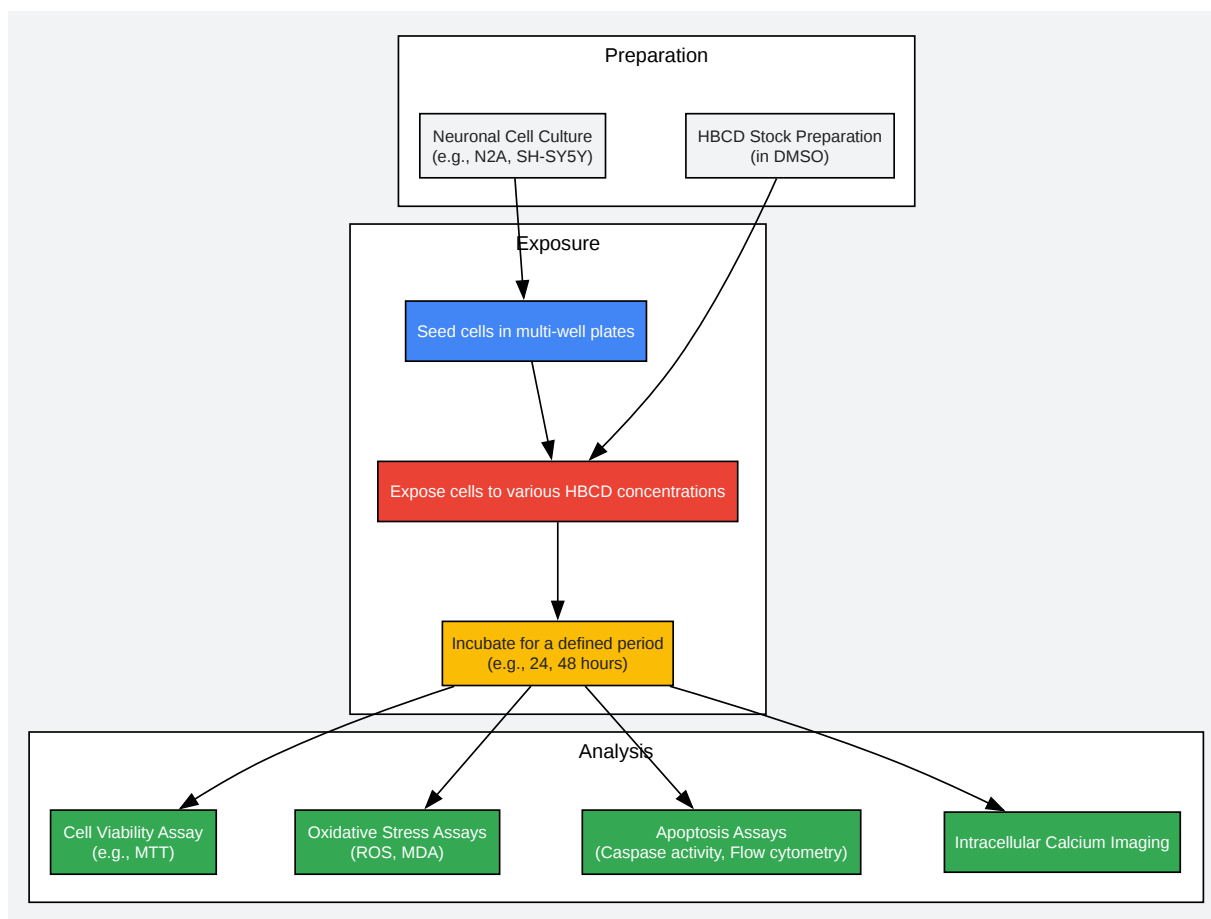 Preparation
Neuronal Cell Culture
(e.g., N2A, SH-SY5Y)
HBCD Stock Preparation
(in DMSO)
Exposure
Seed cells in multi-well plates
Expose cells to various HBCD concentrations
Incubate for a defined period
(e.g., 24, 48 hours)
Analysis
Cell Viability Assay
(e.g., MTT)
Oxidative Stress Assays
(ROS, MDA)
Apoptosis Assays
(Caspase activity, Flow cytometry)
Intracellular Calcium Imaging